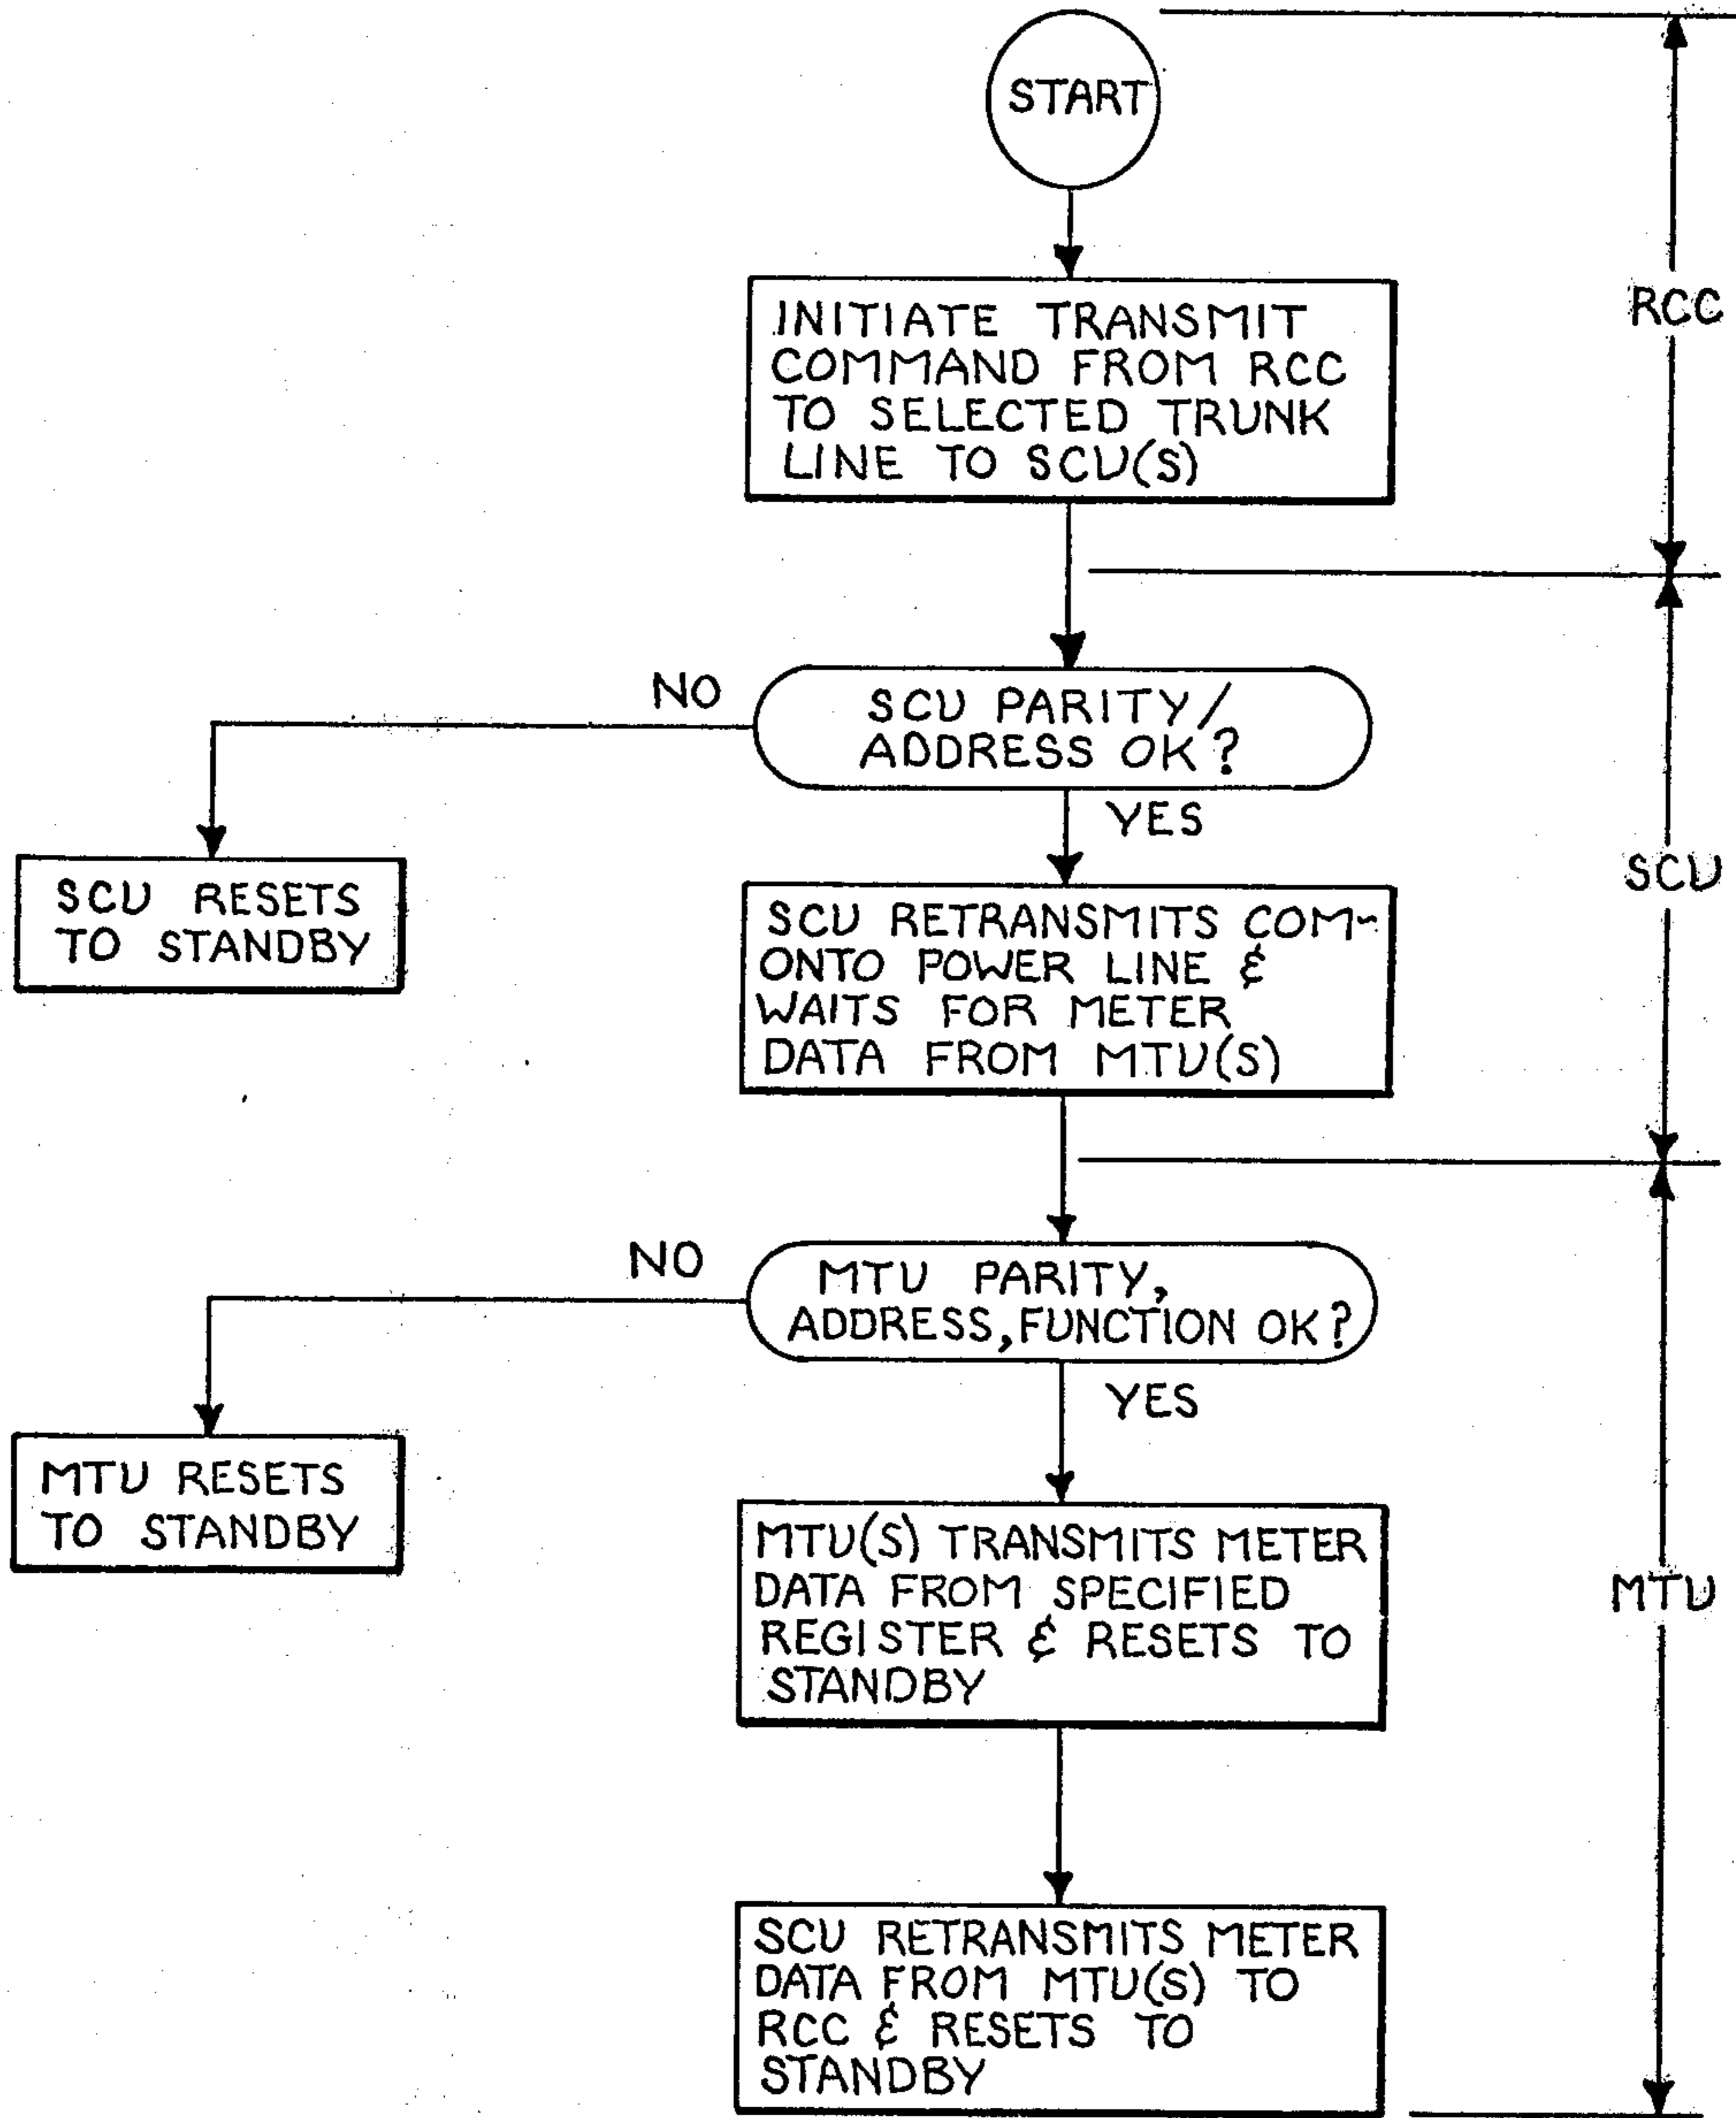 START
INITIATE TRANSMIT
COMMAND FROM RCC
TO SELECTED TRUNK
LINE TO SCU(S)
RCC
NO
SCU PARITY/
ADDRESS OK?
YES
SCU RESETS
TO STANDBY
SCU RETRANSMITS COM-
ONTO POWER LINE &
WAITS FOR METER
DATA FROM MTU(S)
SCU
NO
MTU PARITY,
ADDRESS, FUNCTION OK?
YES
MTU RESETS
TO STANDBY
MTU(S) TRANSMITS METER
DATA FROM SPECIFIED
REGISTER & RESETS TO
STANDBY
MTU
SCU RETRANSMITS METER
DATA FROM MTU(S) TO
RCC & RESETS TO
STANDBY